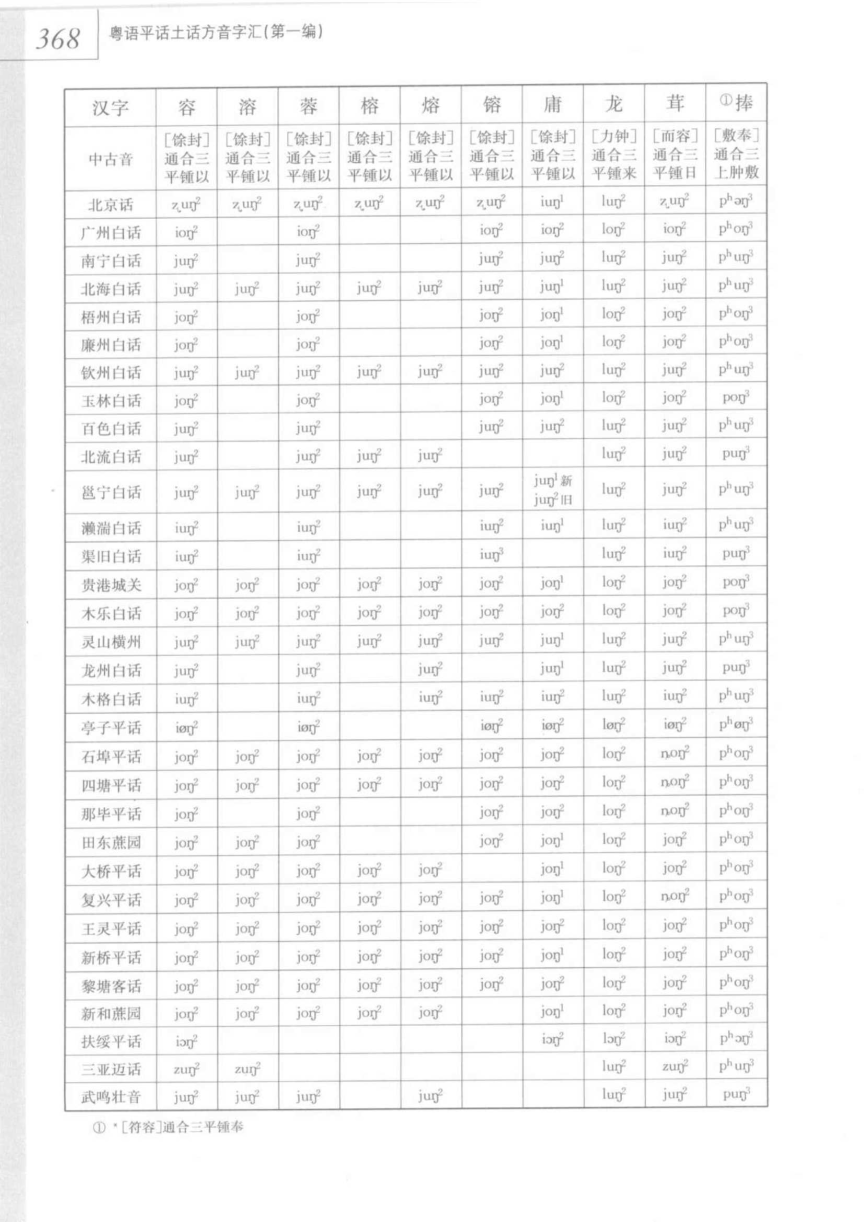 368 粤语平话土话方音字汇(第一编)
汉字 容 溶 蓉 榕 熔 镕 庸 龙 茸 ①捧
中古音 [馀封]通合三平锺以 [馀封]通合三平锺以 [馀封]通合三平锺以 [馀封]通合三平锺以 [馀封]通合三平锺以 [馀封]通合三平锺以 [馀封]通合三平锺以 [力钟]通合三平锺来 [而容]通合三平锺日 [敷奉]通合三上肿敷
北京话 ʐuŋ² ʐuŋ² ʐuŋ² ʐuŋ² ʐuŋ² ʐuŋ² iuŋ¹ luŋ² ʐuŋ² pʰəŋ³
广州白话 ioŋ² ioŋ² ioŋ² ioŋ² loŋ² ioŋ² pʰoŋ³
南宁白话 juŋ² juŋ² juŋ² juŋ² luŋ² juŋ² pʰuŋ³
北海白话 juŋ² juŋ² juŋ² juŋ² juŋ² juŋ² juŋ¹ luŋ² juŋ² pʰuŋ³
梧州白话 joŋ² joŋ² joŋ² joŋ¹ loŋ² joŋ² pʰoŋ³
廉州白话 joŋ² joŋ² joŋ² joŋ¹ loŋ² joŋ² pʰoŋ³
钦州白话 juŋ² juŋ² juŋ² juŋ² juŋ² juŋ² juŋ² luŋ² juŋ² pʰuŋ³
玉林白话 joŋ² joŋ² joŋ² joŋ¹ loŋ² joŋ² poŋ³
百色白话 juŋ² juŋ² juŋ² juŋ² luŋ² juŋ² pʰuŋ³
北流白话 juŋ² juŋ² juŋ² juŋ² luŋ² juŋ² puŋ³
邕宁白话 juŋ² juŋ² juŋ² juŋ² juŋ² juŋ² juŋ¹新 juŋ²旧 luŋ² juŋ² pʰuŋ³
濑湍白话 iuŋ² iuŋ² iuŋ² iuŋ¹ luŋ² iuŋ² pʰuŋ³
渠旧白话 iuŋ² iuŋ² iuŋ³ luŋ² iuŋ² puŋ³
贵港城关 joŋ² joŋ² joŋ² joŋ² joŋ² joŋ² joŋ¹ loŋ² joŋ² poŋ³
木乐白话 joŋ² joŋ² joŋ² joŋ² joŋ² joŋ² joŋ² loŋ² joŋ² poŋ³
灵山横州 juŋ² juŋ² juŋ² juŋ² juŋ² juŋ² juŋ¹ luŋ² juŋ² pʰuŋ³
龙州白话 juŋ² juŋ² juŋ² juŋ¹ luŋ² juŋ² puŋ³
木格白话 iuŋ² iuŋ² iuŋ² iuŋ² iuŋ² luŋ² iuŋ² pʰuŋ³
亭子平话 iøŋ² iøŋ² iøŋ² iøŋ² løŋ² iøŋ² pʰøŋ³
石埠平话 joŋ² joŋ² joŋ² joŋ² joŋ² joŋ² joŋ² loŋ² ȵoŋ² pʰoŋ³
四塘平话 joŋ² joŋ² joŋ² joŋ² joŋ² joŋ² joŋ² loŋ² ȵoŋ² pʰoŋ³
那毕平话 joŋ² joŋ² joŋ² joŋ² loŋ² ȵoŋ² pʰoŋ³
田东蔗园 joŋ² joŋ² joŋ² joŋ² joŋ¹ loŋ² joŋ² pʰoŋ³
大桥平话 joŋ² joŋ² joŋ² joŋ² joŋ² joŋ¹ loŋ² joŋ² pʰoŋ³
复兴平话 joŋ² joŋ² joŋ² joŋ² joŋ² joŋ² joŋ¹ loŋ² ȵoŋ² pʰoŋ³
王灵平话 joŋ² joŋ² joŋ² joŋ² joŋ² joŋ² joŋ² loŋ² joŋ² pʰoŋ³
新桥平话 joŋ² joŋ² joŋ² joŋ² joŋ² joŋ² joŋ¹ loŋ² joŋ² pʰoŋ³
黎塘客话 joŋ² joŋ² joŋ² joŋ² joŋ² joŋ² joŋ² loŋ² joŋ² pʰoŋ³
新和蔗园 joŋ² joŋ² joŋ² joŋ² joŋ² joŋ¹ loŋ² joŋ² pʰoŋ³
扶绥平话 iɔŋ² iɔŋ² lɔŋ² iɔŋ² pʰɔŋ³
三亚迈话 zuŋ² zuŋ² luŋ² zuŋ² pʰuŋ³
武鸣壮音 juŋ² juŋ² juŋ² juŋ² luŋ² juŋ² puŋ³
① *[符容]通合三平锺奉